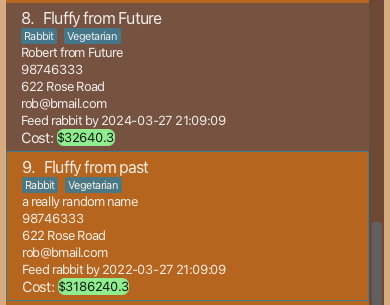 8. Fluffy from Future
Rabbit Vegetarian
Robert from Future
98746333
622 Rose Road
rob@bmail.com
Feed rabbit by 2024-03-27 21:09:09
Cost: $32640.3
9. Fluffy from past
Rabbit Vegetarian
a really random name
98746333
622 Rose Road
rob@bmail.com
Feed rabbit by 2022-03-27 21:09:09
Cost: $3186240.3